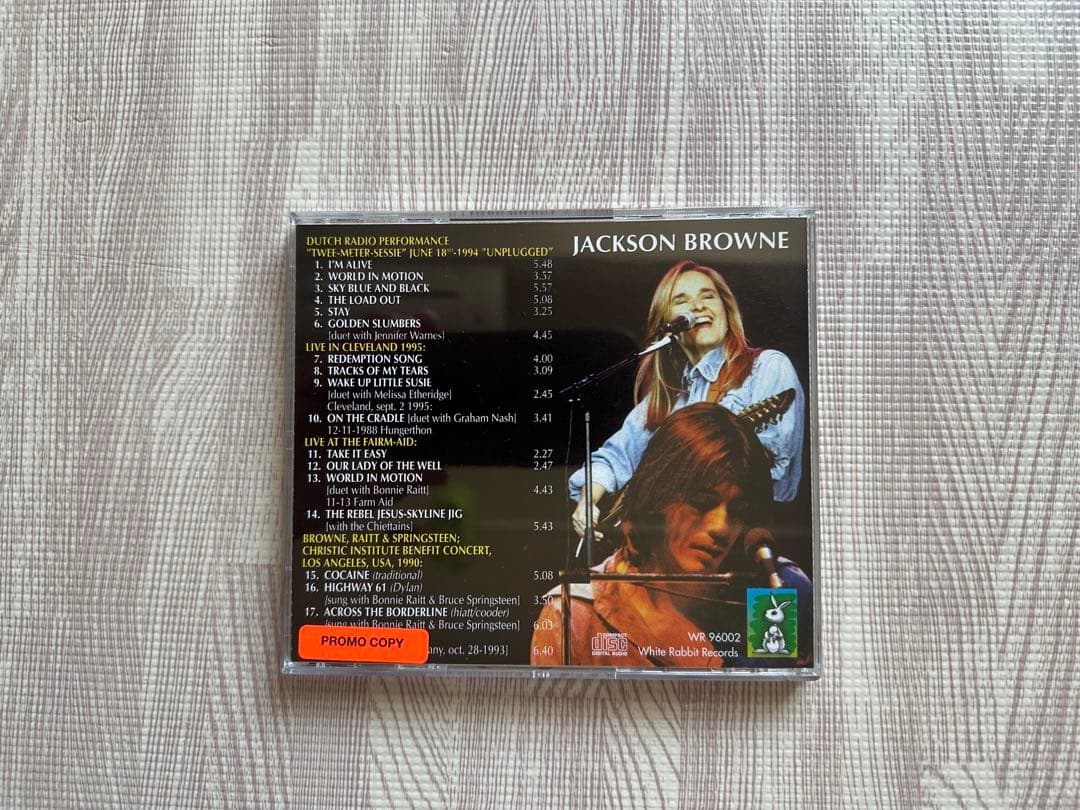 JACKSON BROWNE
DUTCH RADIO PERFORMANCE
"TWEE-METER-SESSIE" JUNE 18TH-1994 "UNPLUGGED"
1. I'M ALIVE 5.48
2. WORLD IN MOTION 3.57
3. SKY BLUE AND BLACK 5.57
4. THE LOAD OUT 5.08
5. STAY 3.25
6. GOLDEN SLUMBERS
[duet with Jennifer Warnes] 4.45
LIVE IN CLEVELAND 1995:
7. REDEMPTION SONG 4.00
8. TRACKS OF MY TEARS 3.09
9. WAKE UP LITTLE SUSIE
[duet with Melissa Etheridge] 2.45
Cleveland, sept. 2 1995:
10. ON THE CRADLE [duet with Graham Nash] 3.41
12-11-1988 Hungerthon
LIVE AT THE FAIRM-AID:
11. TAKE IT EASY 2.27
12. OUR LADY OF THE WELL 2.47
13. WORLD IN MOTION
[duet with Bonnie Raitt] 4.43
11-13 Farm Aid
14. THE REBEL JESUS-SKYLINE JIG
[with the Chieftains] 5.43
BROWNE, RAITT & SPRINGSTEEN;
CHRISTIC INSTITUTE BENEFIT CONCERT,
LOS ANGELES, USA, 1990:
15. COCAINE (traditional) 5.08
16. HIGHWAY 61 (Dylan)
[sung with Bonnie Raitt & Bruce Springsteen] 3.50
17. ACROSS THE BORDERLINE (hiatt/cooder)
[sung with Bonnie Raitt & Bruce Springsteen] 6.03
PROMO COPY
any, oct. 28-1993] 6.40
COMPACT
disc
DIGITAL AUDIO
WR 96002
White Rabbit Records